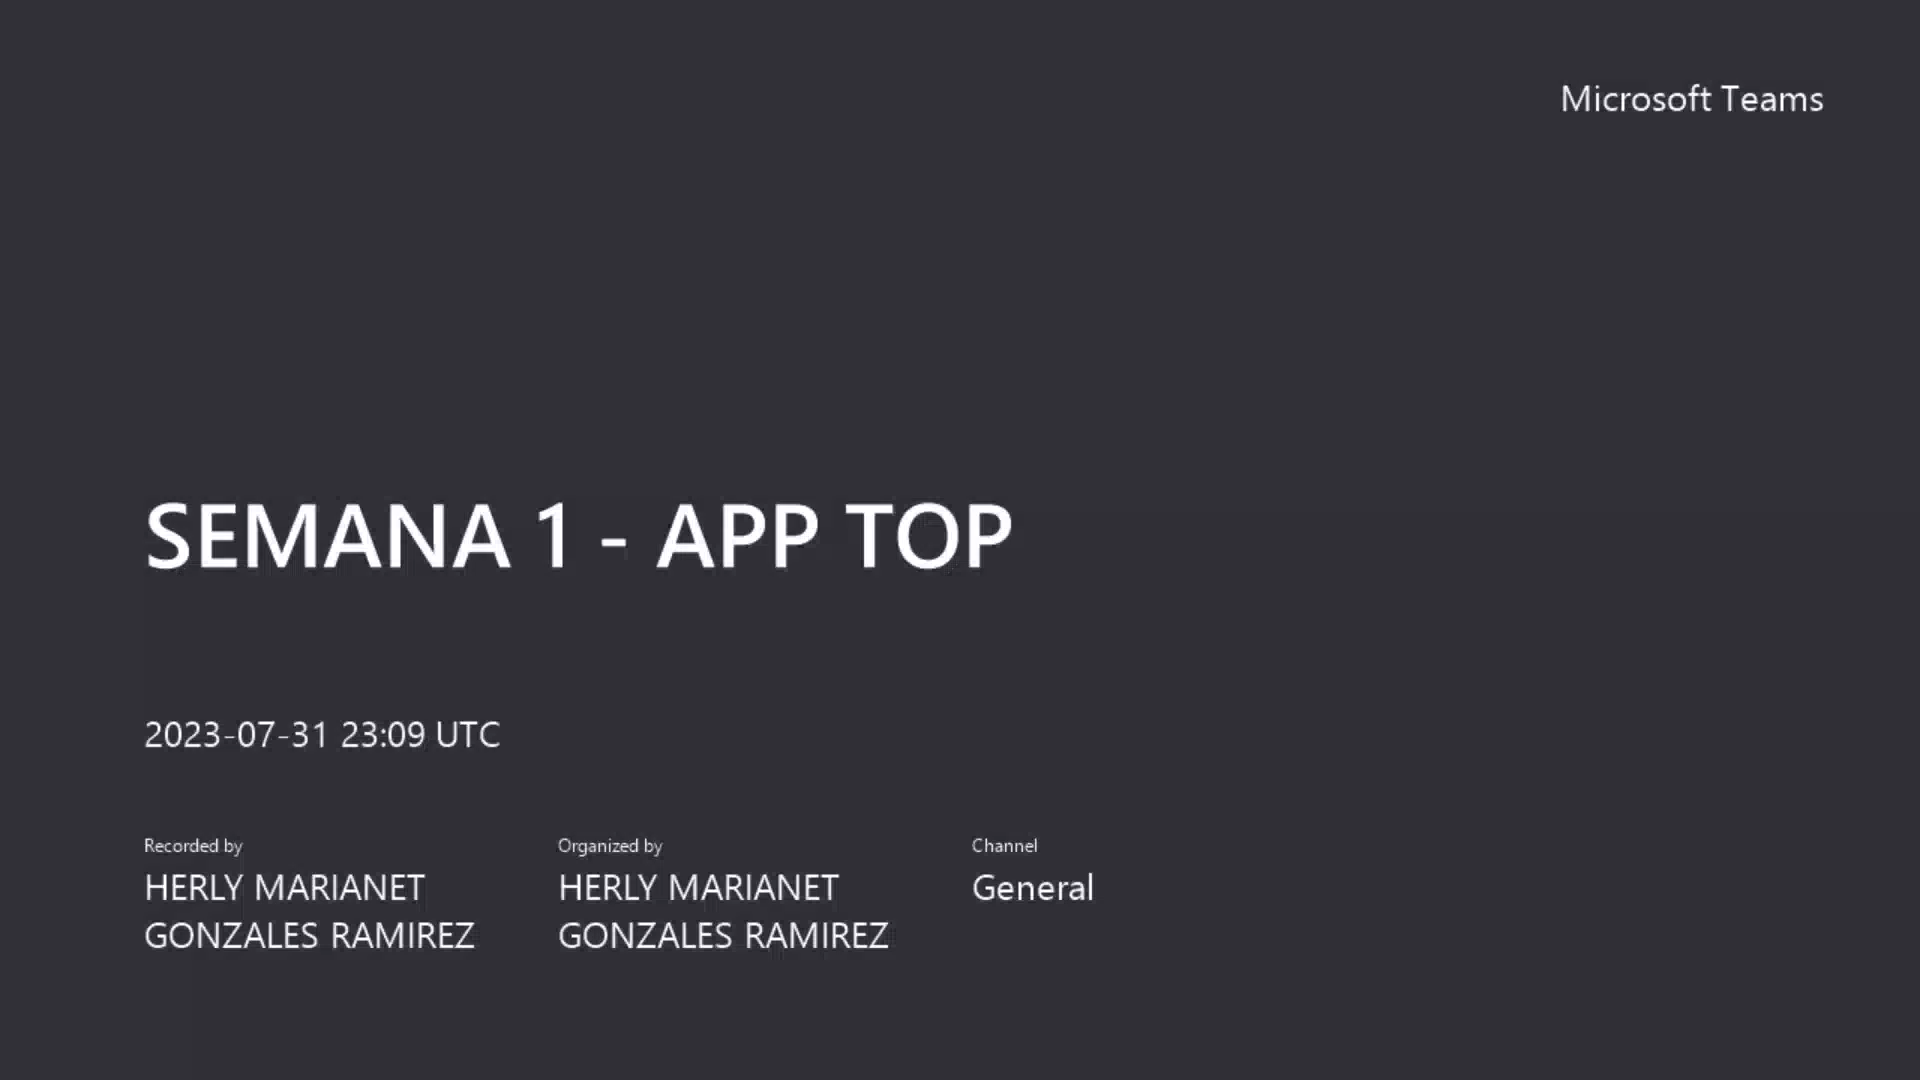 Microsoft Teams
SEMANA 1 - APP TOP
2023-07-31 23:09 UTC
Recorded by
HERLY MARIANET
GONZALES RAMIREZ
Organized by
HERLY MARIANET
GONZALES RAMIREZ
Channel
General